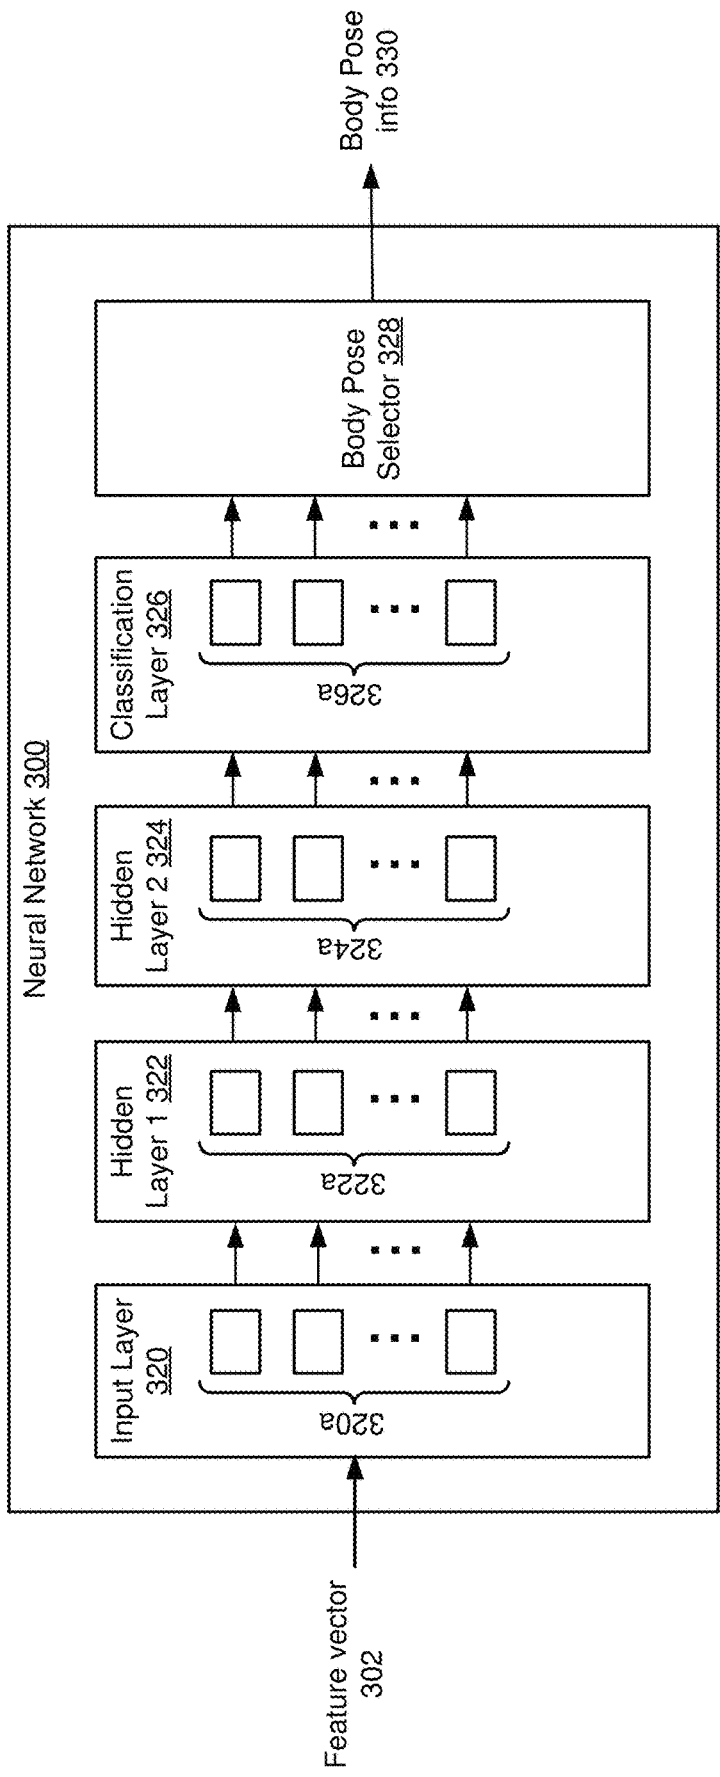 Neural Network 300
Feature vector
302
Input Layer
320
320a
Hidden
Layer 1 322
322a
Hidden
Layer 2 324
324a
Classification
Layer 326
326a
Body Pose
Selector 328
Body Pose
info 330